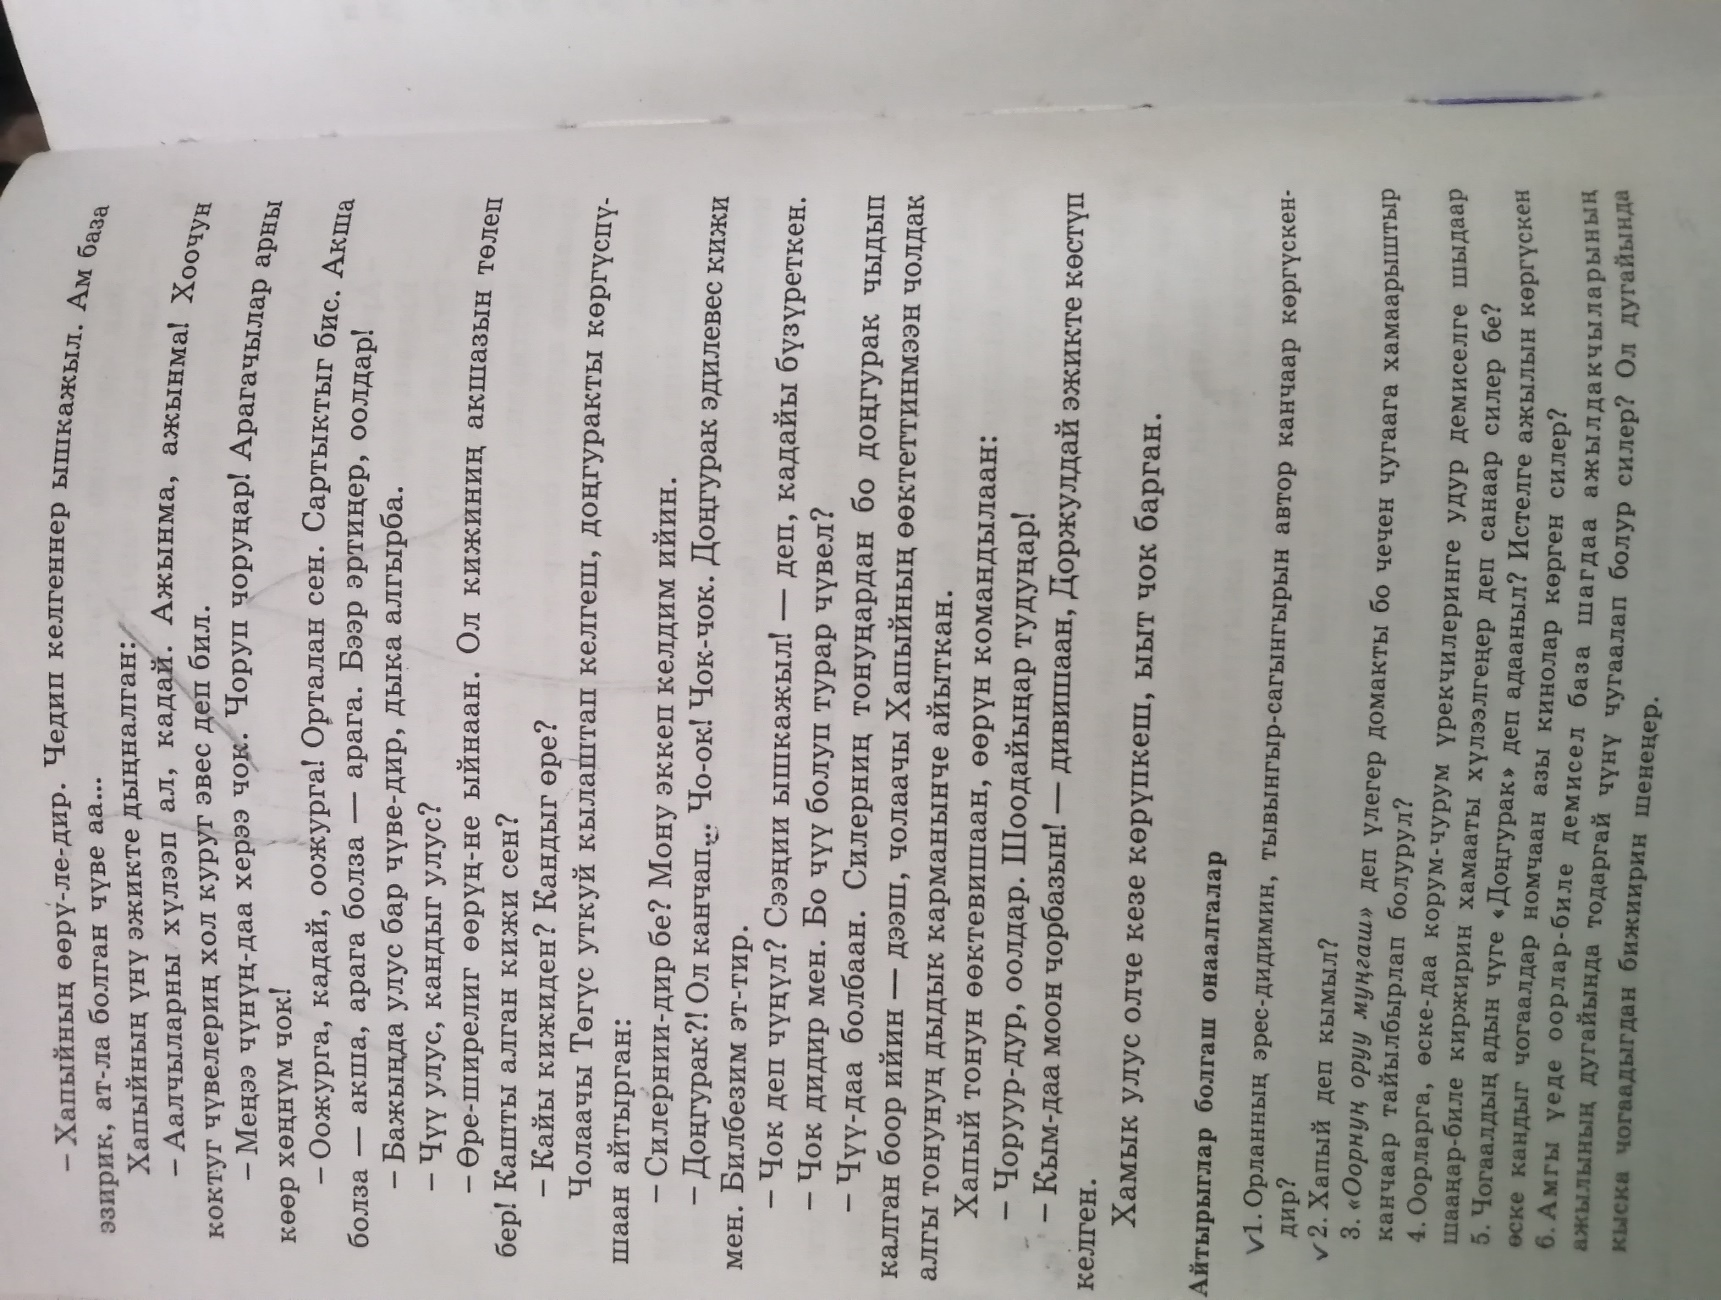 – Хапыйның өөрү-ле-дир. Чедип келгеннер ышкажыл. Ам база
эзирик, ат-ла болган чүве аа...
Хапыйның үнү эжикте дыңналган:
– Аалчыларны хүлээп ал, кадай. Ажынма, ажынма! Хоочун
коктуг чүвелериң хол куруг эвес деп бил.
– Меңээ чүнүң-даа херээ чок. Чоруп чоруңар! Арагачылар арны
көөр хөңнүм чок!
– Оожурга, кадай, оожурга! Орталан сен. Сартыктыг бис. Акша
болза — акша, арага болза — арага. Бээр эртиңер, оолдар!
– Бажыңда улус бар чүве-дир, дыка алгырба.
– Чүү улус, кандыг улус?
– Өре-ширелиг өөрүң-не ыйнаан. Ол кижиниң акшазын төлеп
бер! Кашты алган кижи сен?
– Кайы кижиден? Кандыг өре?
Чолаачы Төгүс уткуй кылаштап келгеш, доңгуракты көргүспү-
шаан айтырган:
– Силернии-дир бе? Мону эккеп келдим ийин.
– Доңгурак?! Ол канчап... Чо-ок! Чок-чок. Доңгурак эдилевес кижи
мен. Билбезим эт-тир.
– Чок деп чүңүл? Сээңии ышкажыл! — деп, кадайы бүзүреткен.
– Чок дидир мен. Бо чүү болуп турар чүвел?
– Чүү-даа болбаан. Силерниң тонуңардан бо доңгурак чыдып
калган боор ийин — дээш, чолаачы Хапыйның өөктеттинмээн чолдак
алгы тонунуң дыдык карманынче айыткан.
Хапый тонун өөктевишаан, өөрүн командылаан:
– Чоруур-дур, оолдар. Шоодайыңар тудуңар!
– Кым-даа моон чорбазын! — дивишаан, Доржулдай эжикте көстүп
келген.
Хамык улус олче кезе көрүпкеш, ыыт чок барган.
Айтырыглар болгаш онаалгалар
1. Орланның эрес-дидимин, тывынгыр-сагынгырын автор канчаар көргүскен-
дир?
2. Хапый деп кымыл?
3. «Оорнуң оруу муңгаш» деп үлегер домакты бо чечен чугаага хамаарыштыр
канчаар тайылбырлап болурул?
4. Оорларга, өске-даа корум-чурум үрекчилеринге удур демиселге шыдаар
шааңар-биле киржирин хамааты хүлээлгеңер деп санаар силер бе?
5. Чогаалдың адын чүге «Доңгурак» деп адааныл? Истелге ажылын көргүскен
өске кандыг чогаалдар номчаан азы кинолар көрген силер?
6. Амгы үеде оорлар-биле демисел база шагдаа ажылдакчыларының
ажылының дугайында тодаргай чүнү чугаалап болур силер? Ол дугайында
кыска чогаадыгдан бижиирин шенеңер.